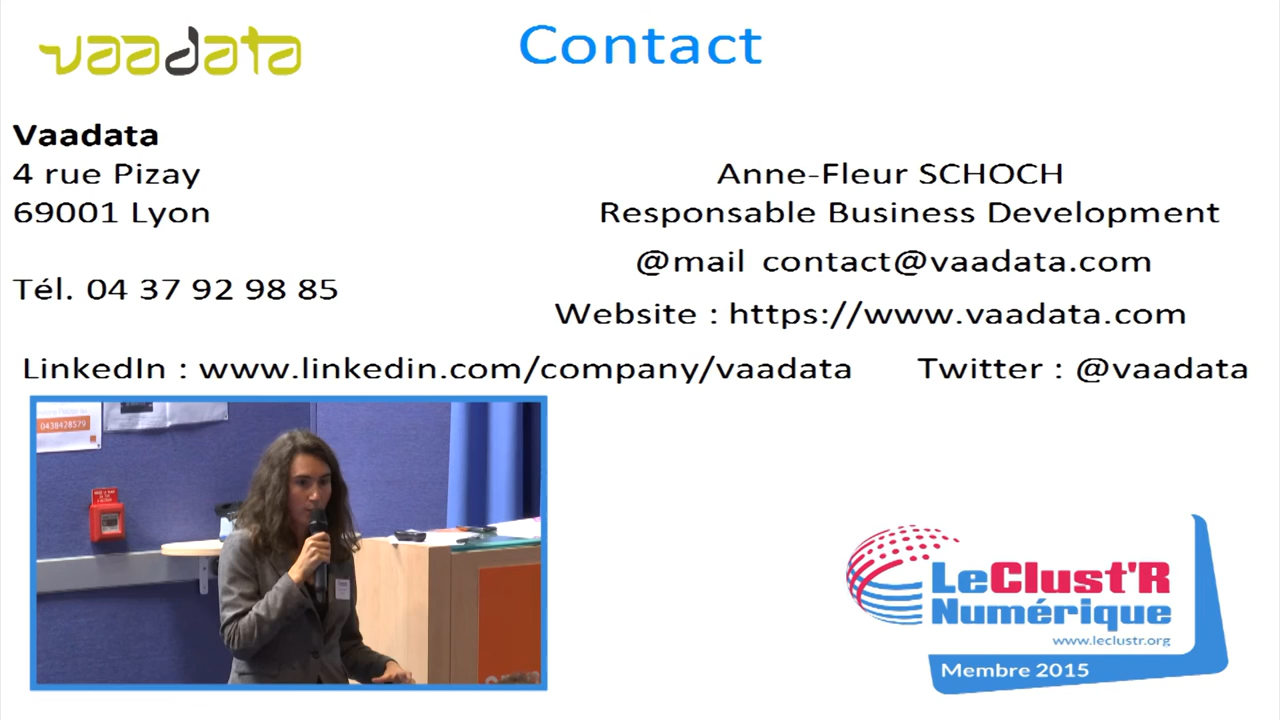 vaadata
Contact
Vaadata
4 rue Pizay
69001 Lyon
Tél. 04 37 92 98 85
Anne-Fleur SCHOCH
Responsable Business Development
@mail contact@vaadata.com
Website : https://www.vaadata.com
LinkedIn : www.linkedin.com/company/vaadata
Twitter : @vaadata
0438428579
LeClust'R
Numérique
www.leclustr.org
Membre 2015